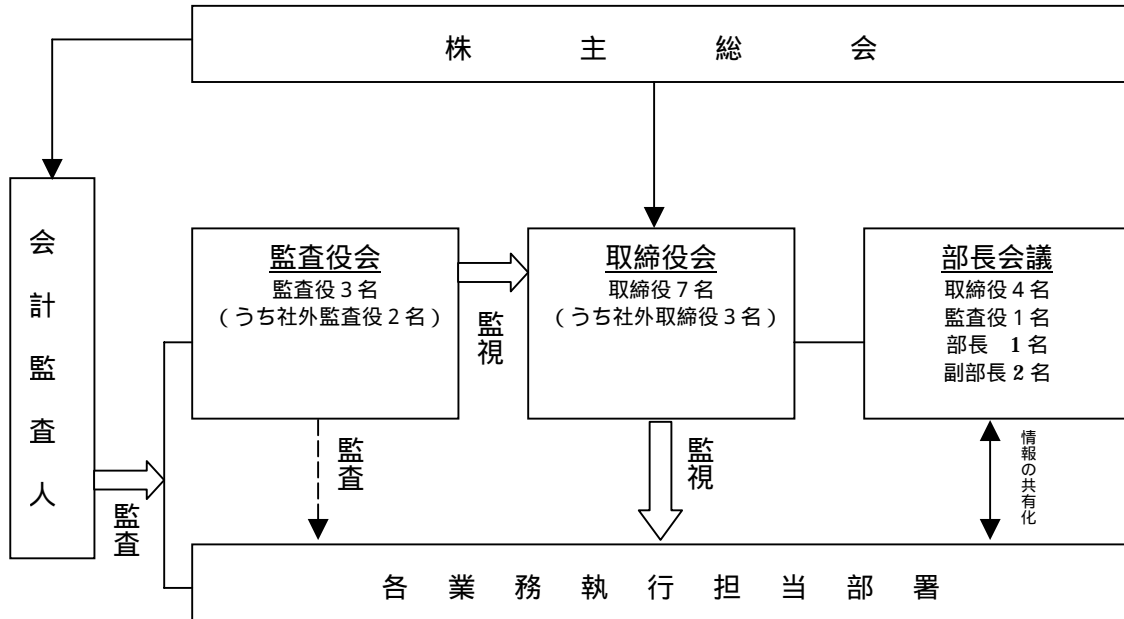 株主総会
会計監査人
監査役会
監査役3名
(うち社外監査役2名)
監視
取締役会
取締役7名
(うち社外取締役3名)
部長会議
取締役4名
監査役1名
部長 1名
副部長2名
監査
監査
監視
情報の共有化
各業務執行担当部署